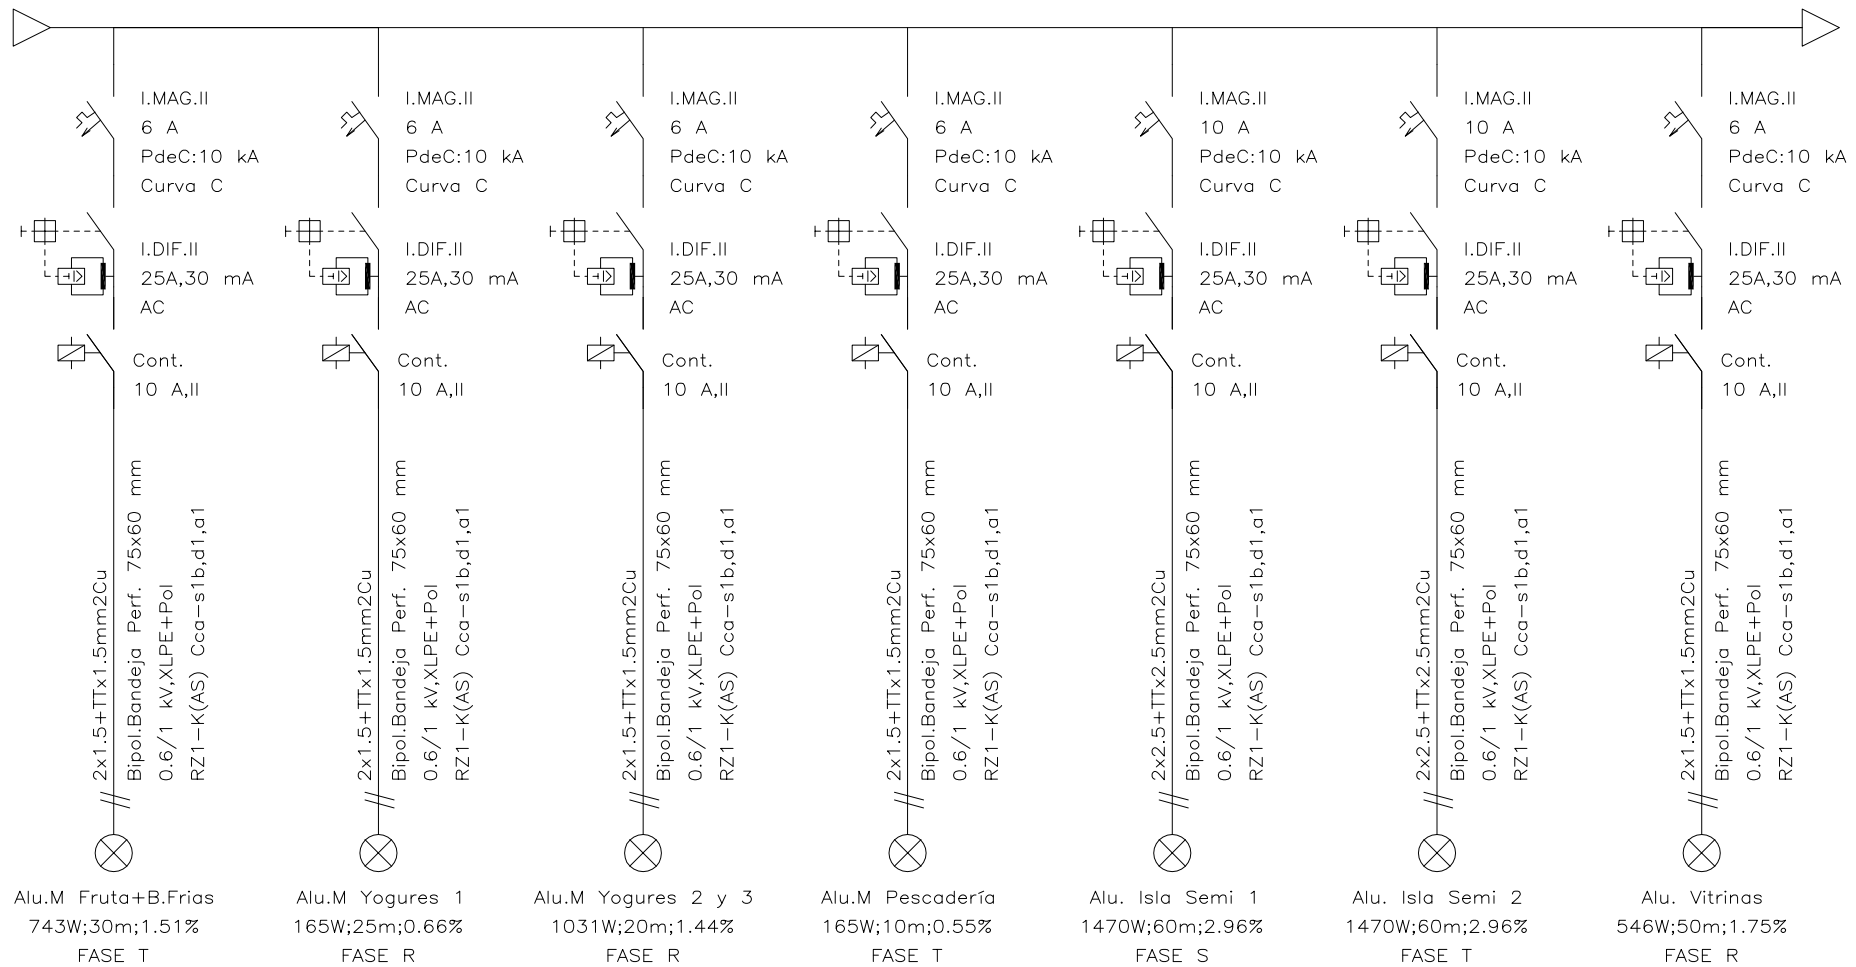 I.MAG.II
6 A
PdeC:10 kA
Curva C
I.DIF.II
25A,30 mA
AC
Cont.
10 A,II
2x1.5+TTx1.5mm2Cu
Bipol.Bandeja Perf. 75x60 mm
0.6/1 kV,XLPE+Pol
RZ1-K(AS) Cca-s1b,d1,a1
Alu.M Fruta+B.Frias
743W;30m;1.51%
FASE T
I.MAG.II
6 A
PdeC:10 kA
Curva C
I.DIF.II
25A,30 mA
AC
Cont.
10 A,II
2x1.5+TTx1.5mm2Cu
Bipol.Bandeja Perf. 75x60 mm
0.6/1 kV,XLPE+Pol
RZ1-K(AS) Cca-s1b,d1,a1
Alu.M Yogures 1
165W;25m;0.66%
FASE R
I.MAG.II
6 A
PdeC:10 kA
Curva C
I.DIF.II
25A,30 mA
AC
Cont.
10 A,II
2x1.5+TTx1.5mm2Cu
Bipol.Bandeja Perf. 75x60 mm
0.6/1 kV,XLPE+Pol
RZ1-K(AS) Cca-s1b,d1,a1
Alu.M Yogures 2 y 3
1031W;20m;1.44%
FASE R
I.MAG.II
6 A
PdeC:10 kA
Curva C
I.DIF.II
25A,30 mA
AC
Cont.
10 A,II
2x1.5+TTx1.5mm2Cu
Bipol.Bandeja Perf. 75x60 mm
0.6/1 kV,XLPE+Pol
RZ1-K(AS) Cca-s1b,d1,a1
Alu.M Pescadería
165W;10m;0.55%
FASE T
I.MAG.II
10 A
PdeC:10 kA
Curva C
I.DIF.II
25A,30 mA
AC
Cont.
10 A,II
2x2.5+TTx2.5mm2Cu
Bipol.Bandeja Perf. 75x60 mm
0.6/1 kV,XLPE+Pol
RZ1-K(AS) Cca-s1b,d1,a1
Alu. Isla Semi 1
1470W;60m;2.96%
FASE S
I.MAG.II
10 A
PdeC:10 kA
Curva C
I.DIF.II
25A,30 mA
AC
Cont.
10 A,II
2x2.5+TTx2.5mm2Cu
Bipol.Bandeja Perf. 75x60 mm
0.6/1 kV,XLPE+Pol
RZ1-K(AS) Cca-s1b,d1,a1
Alu. Isla Semi 2
1470W;60m;2.96%
FASE T
I.MAG.II
6 A
PdeC:10 kA
Curva C
I.DIF.II
25A,30 mA
AC
Cont.
10 A,II
2x1.5+TTx1.5mm2Cu
Bipol.Bandeja Perf. 75x60 mm
0.6/1 kV,XLPE+Pol
RZ1-K(AS) Cca-s1b,d1,a1
Alu. Vitrinas
546W;50m;1.75%
FASE R